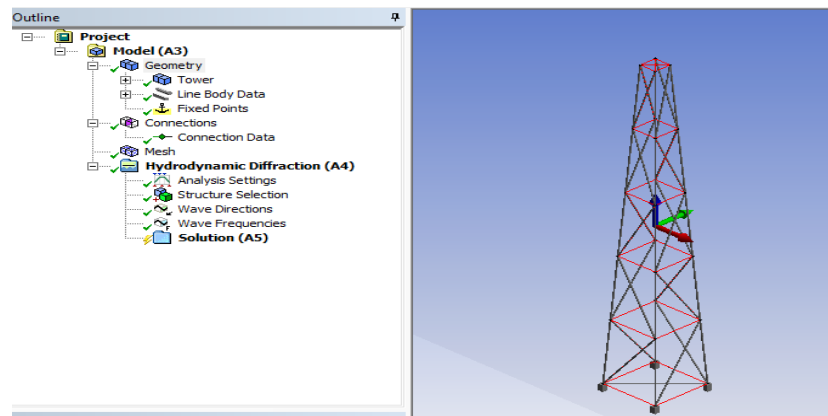 Outline
Project
Model (A3)
Geometry
Tower
Line Body Data
Fixed Points
Connections
Connection Data
Mesh
Hydrodynamic Diffraction (A4)
Analysis Settings
Structure Selection
Wave Directions
Wave Frequencies
Solution (A5)